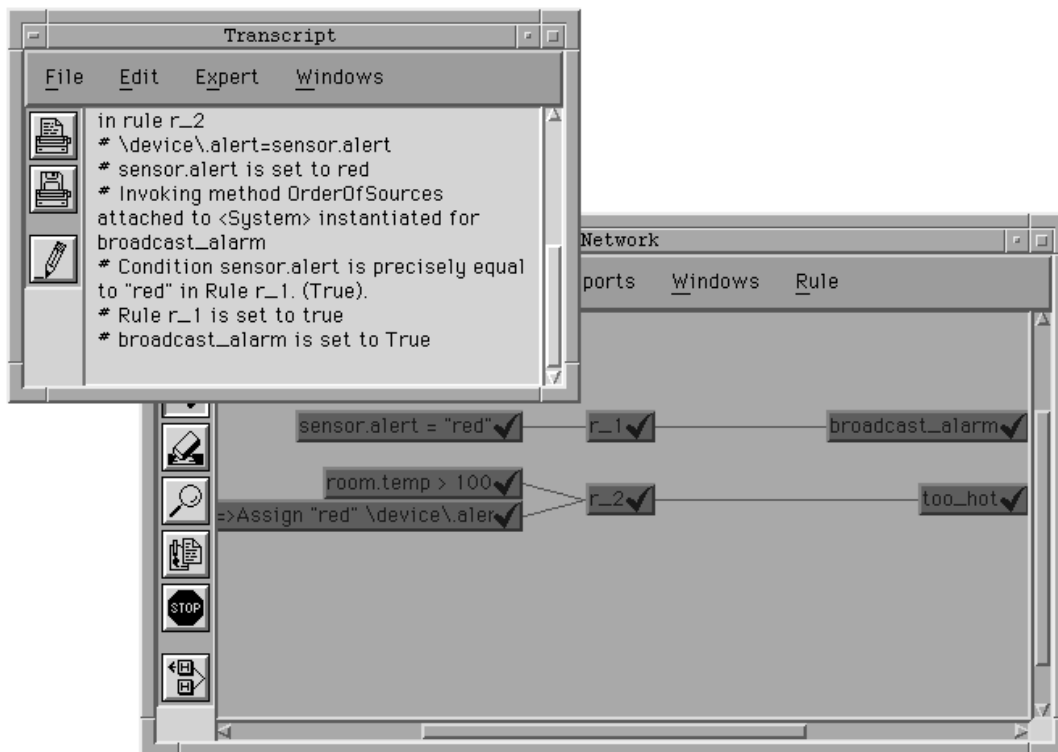 Transcript
File Edit Expert Windows
in rule r_2
# \device\.alert=sensor.alert
# sensor.alert is set to red
# Invoking method OrderOfSources
attached to <System> instantiated for
broadcast_alarm
# Condition sensor.alert is precisely equal
to "red" in Rule r_1. (True).
# Rule r_1 is set to true
# broadcast_alarm is set to True
Network
ports Windows Rule
sensor.alert = "red" r_1 broadcast_alarm
room.temp > 100
r_2 too_hot
=>Assign "red" \device\.aler
STOP
H
H